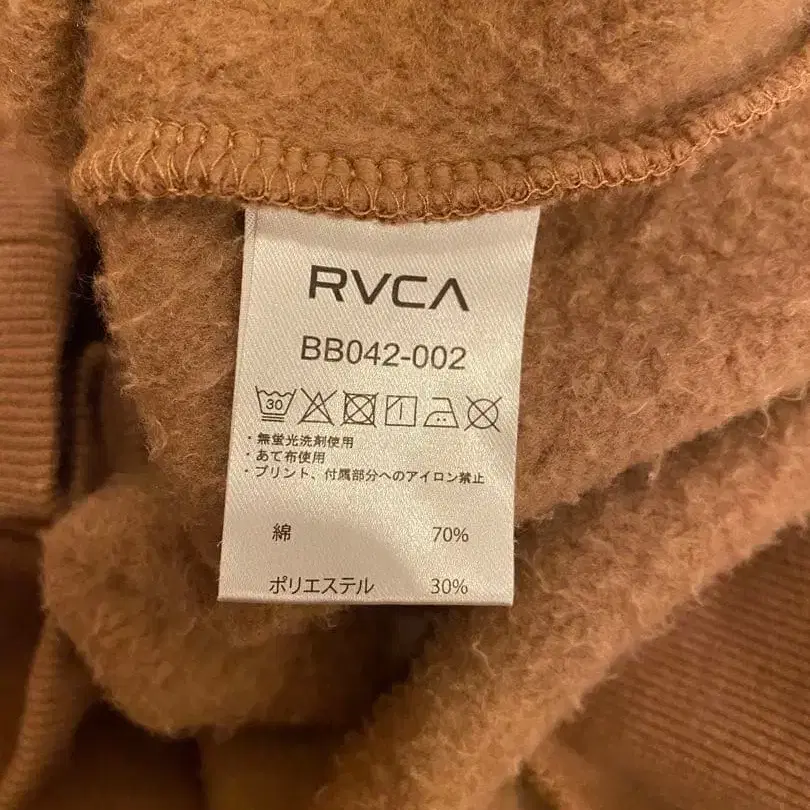 RVCA
BB042-002
30
・無蛍光洗剤使用
・あて布使用
・プリント、付属部分へのアイロン禁止
綿 70%
ポリエステル 30%